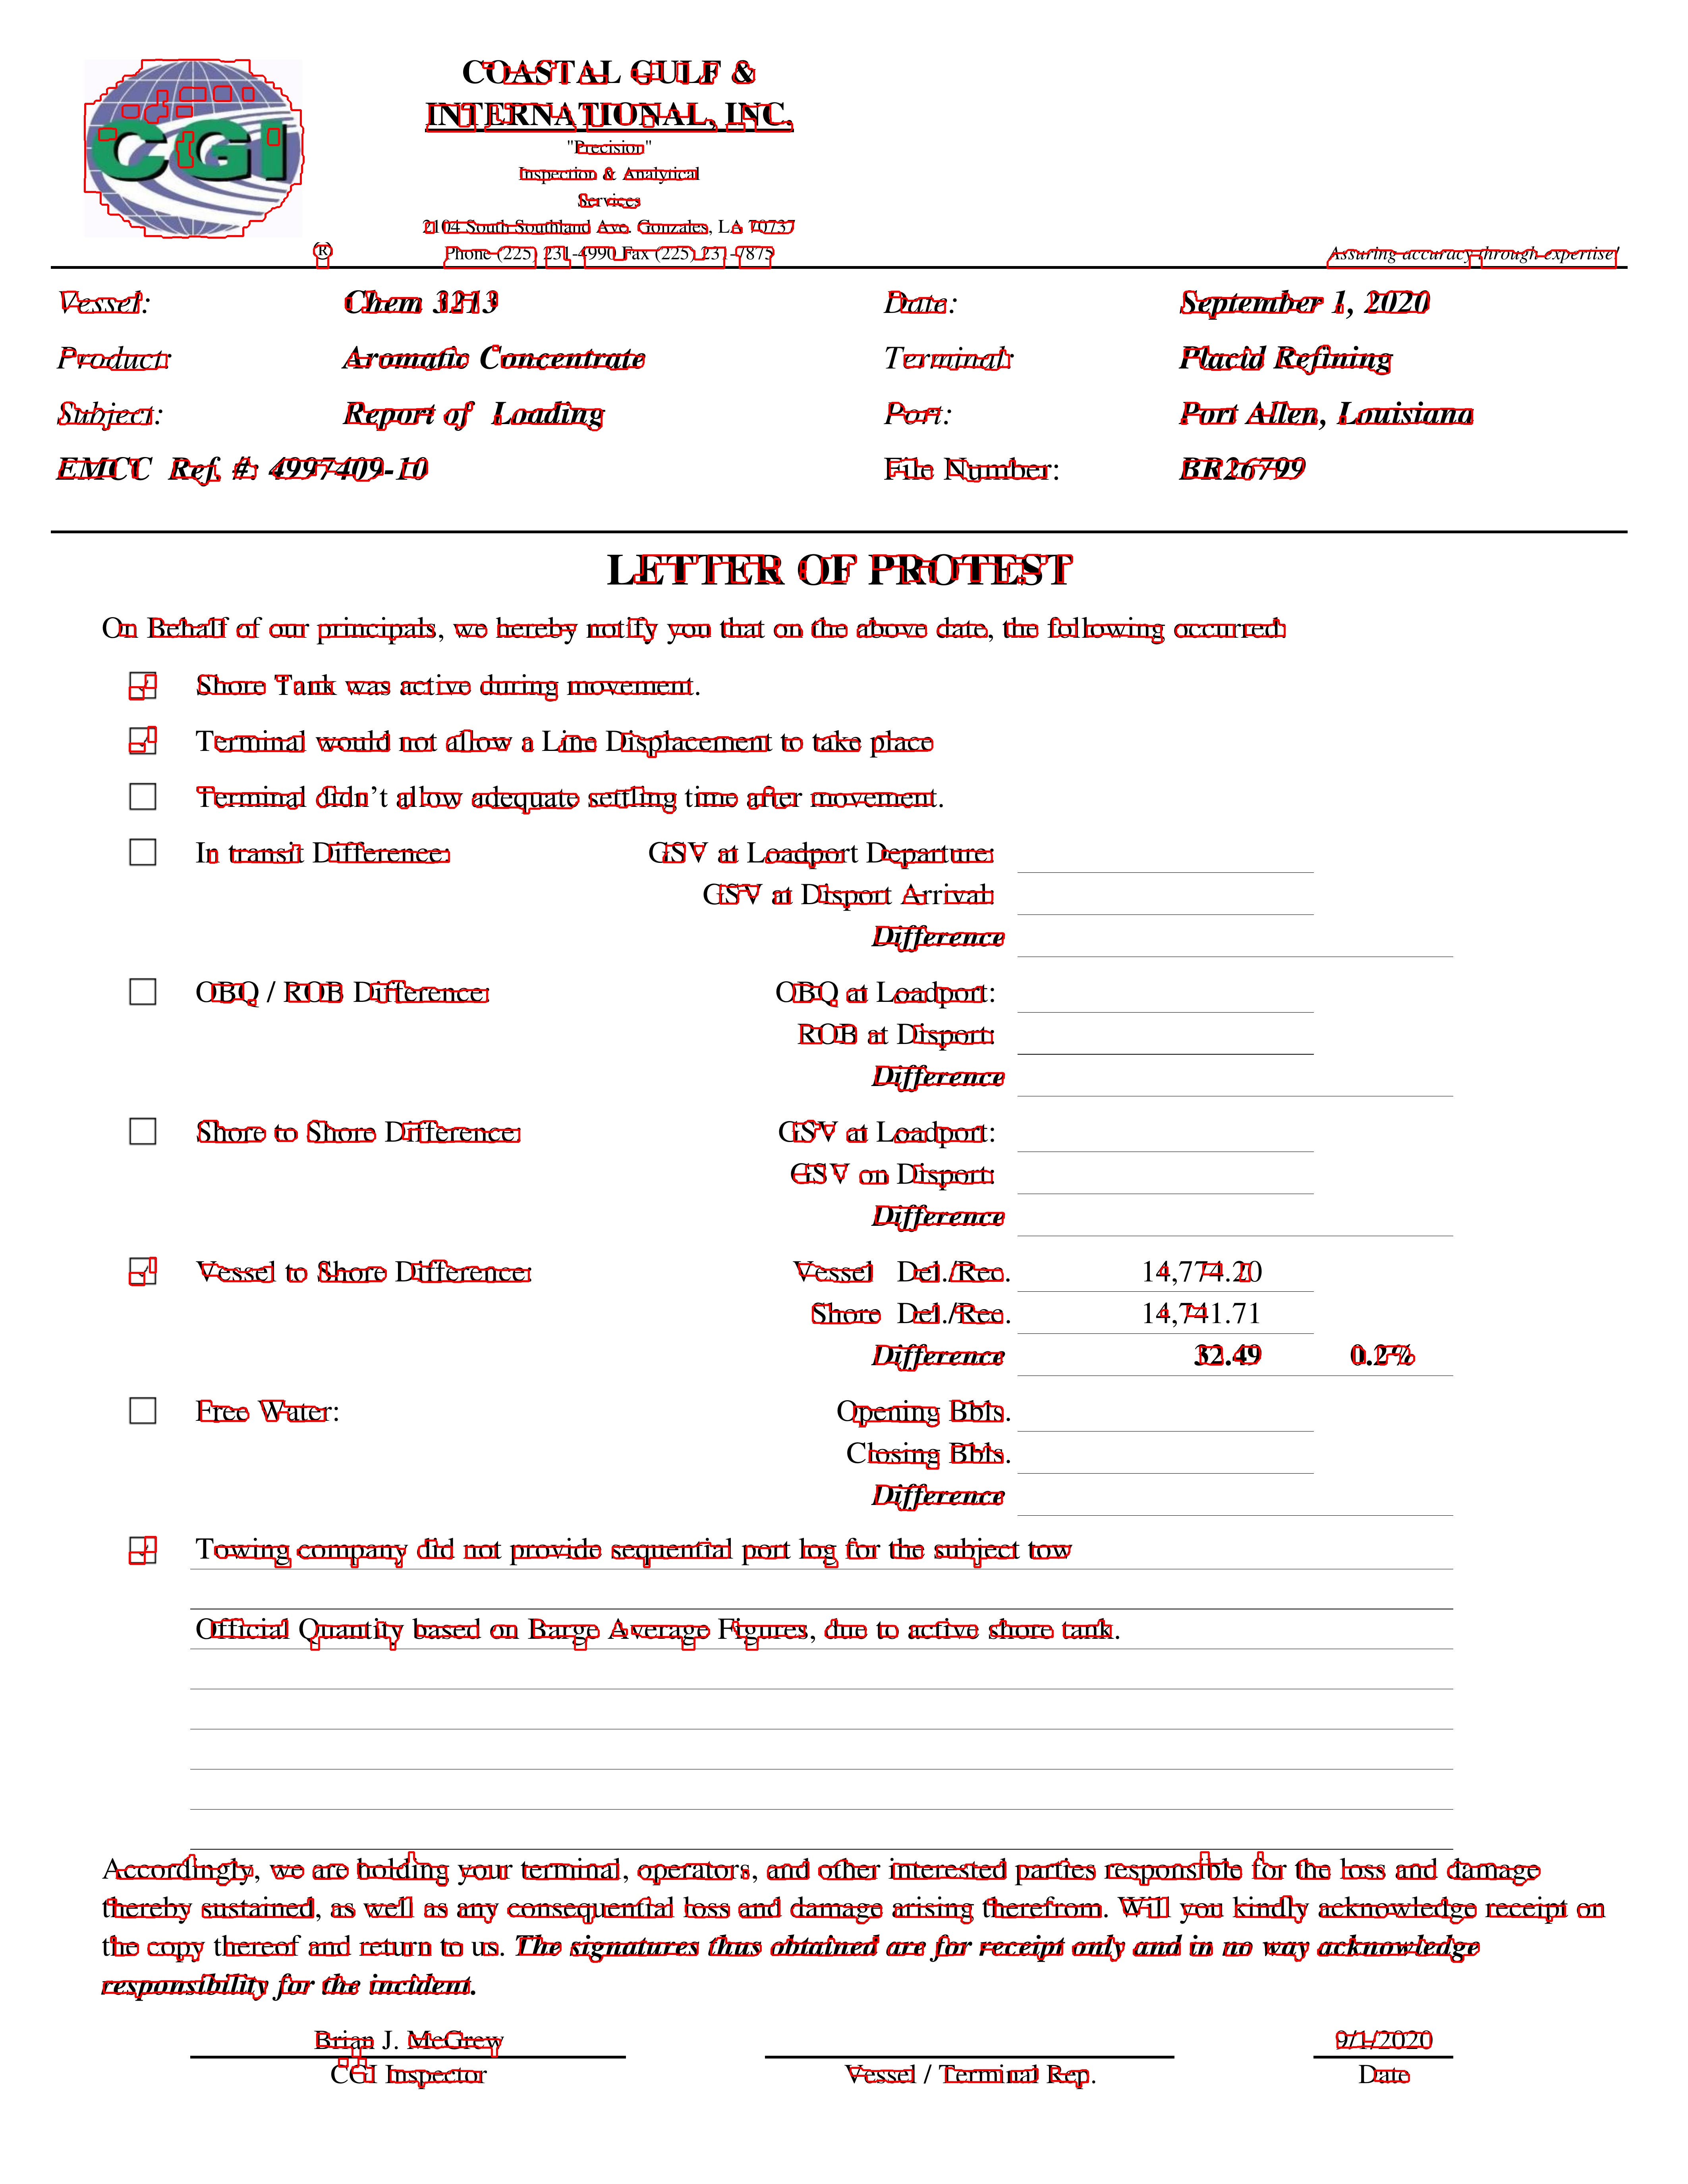 CGI
COASTAL GULF &
INTERNATIONAL, INC.
"Precision"
Inspection & Analytical
Services
2104 South Southland Ave. Gonzales, LA 70737
® Phone (225) 231-4990 Fax (225) 231-7875 Assuring accuracy through expertise!
Vessel: Chem 3213 Date: September 1, 2020
Product: Aromatic Concentrate Terminal: Placid Refining
Subject: Report of Loading Port: Port Allen, Louisiana
EMCC Ref. #: 4997409-10 File Number: BR26799
LETTER OF PROTEST
On Behalf of our principals, we hereby notify you that on the above date, the following occurred:
Shore Tank was active during movement.
Terminal would not allow a Line Displacement to take place
Terminal didn't allow adequate settling time after movement.
In transit Difference: GSV at Loadport Departure:
GSV at Disport Arrival:
Difference
OBQ / ROB Difference: OBQ at Loadport:
ROB at Disport:
Difference
Shore to Shore Difference: GSV at Loadport:
GSV on Disport:
Difference
Vessel to Shore Difference: Vessel Del./Rec. 14,774.20
Shore Del./Rec. 14,741.71
Difference 32.49 0.2%
Free Water: Opening Bbls.
Closing Bbls.
Difference
Towing company did not provide sequential port log for the subject tow
Official Quantity based on Barge Average Figures, due to active shore tank.
Accordingly, we are holding your terminal, operators, and other interested parties responsible for the loss and damage
thereby sustained, as well as any consequential loss and damage arising therefrom. Will you kindly acknowledge receipt on
the copy thereof and return to us. The signatures thus obtained are for receipt only and in no way acknowledge
responsibility for the incident.
Brian J. McGrew 9/1/2020
CGI Inspector Vessel / Terminal Rep. Date